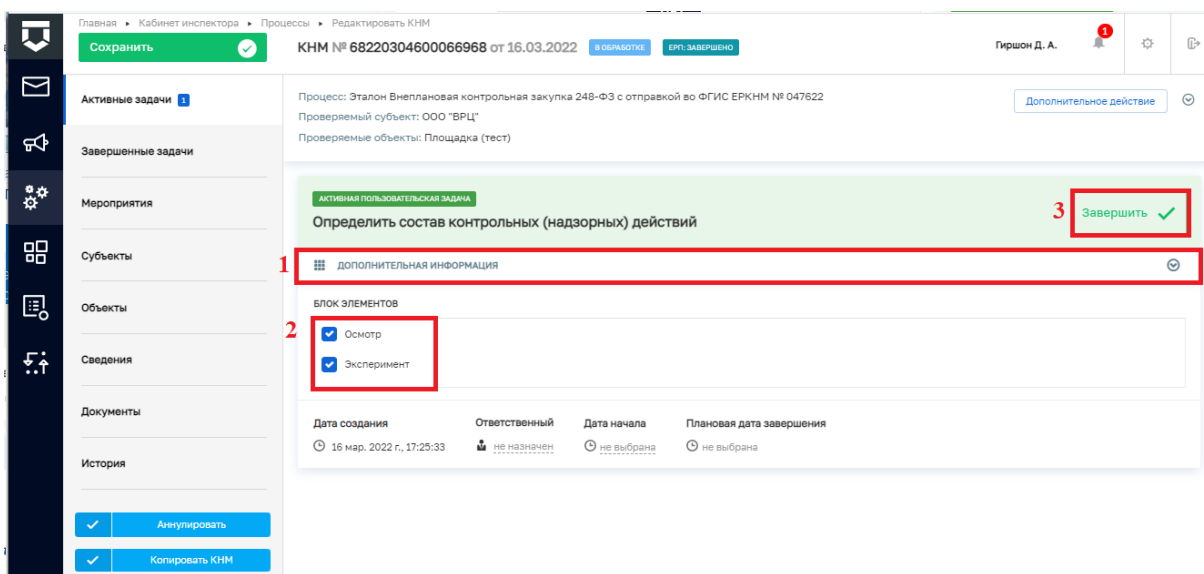 Главная ▸ Кабинет инспектора ▸ Процессы ▸ Редактировать КНМ
Сохранить
КНМ № 68220304600066968 от 16.03.2022 В ОБРАБОТКЕ ЕРП: ЗАВЕРШЕНО
Гиршон Д. А.
1
Активные задачи 1
Завершенные задачи
Мероприятия
Субъекты
Объекты
Сведения
Документы
История
Аннулировать
Копировать КНМ
Процесс: Эталон Внеплановая контрольная закупка 248-ФЗ с отправкой во ФГИС ЕРКНМ № 047622
Проверяемый субъект: ООО "ВРЦ"
Проверяемые объекты: Площадка (тест)
Дополнительное действие
АКТИВНАЯ ПОЛЬЗОВАТЕЛЬСКАЯ ЗАДАЧА
Определить состав контрольных (надзорных) действий
3 Завершить
1 ДОПОЛНИТЕЛЬНАЯ ИНФОРМАЦИЯ
БЛОК ЭЛЕМЕНТОВ
2 Осмотр
Эксперимент
Дата создания Ответственный Дата начала Плановая дата завершения
16 мар. 2022 г., 17:25:33 не назначен не выбрана не выбрана